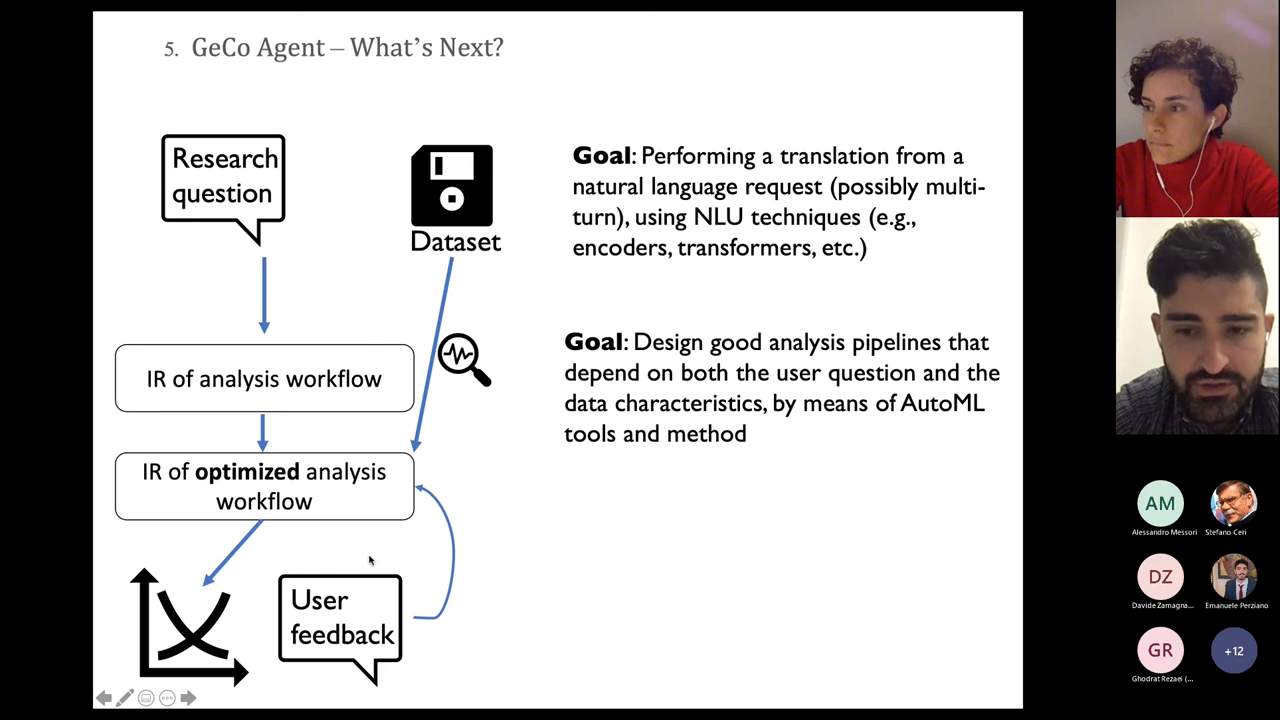 5. GeCo Agent – What's Next?
Research
question
Dataset
Goal: Performing a translation from a
natural language request (possibly multi-
turn), using NLU techniques (e.g.,
encoders, transformers, etc.)
IR of analysis workflow
Goal: Design good analysis pipelines that
depend on both the user question and the
data characteristics, by means of AutoML
tools and method
IR of optimized analysis
workflow
User
feedback
AM
Alessandro Messori
Stefano Ceri
DZ
Davide Zamagna...
Emanuele Perziano
GR
Ghodrat Rezaei (...
+12